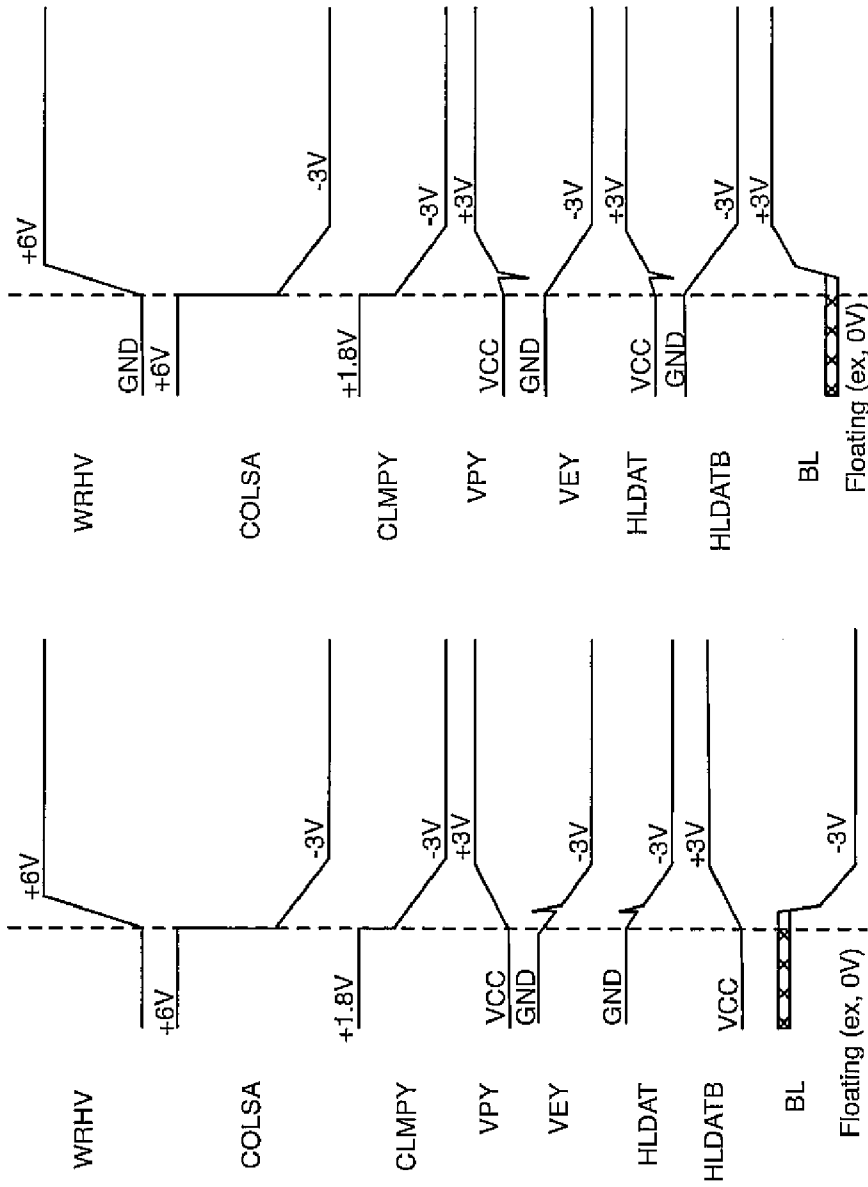 WRHV
+6V
COLSA +6V -3V
CLMPY +1.8V -3V
VPY VCC +3V
VEY GND -3V
HLDAT GND -3V
HLDATB VCC +3V
BL -3V
Floating (ex, 0V)
WRHV GND +6V
COLSA +6V -3V
CLMPY +1.8V -3V
VPY VCC +3V
VEY GND -3V
HLDAT VCC +3V
HLDATB GND -3V
BL +3V
Floating (ex, 0V)